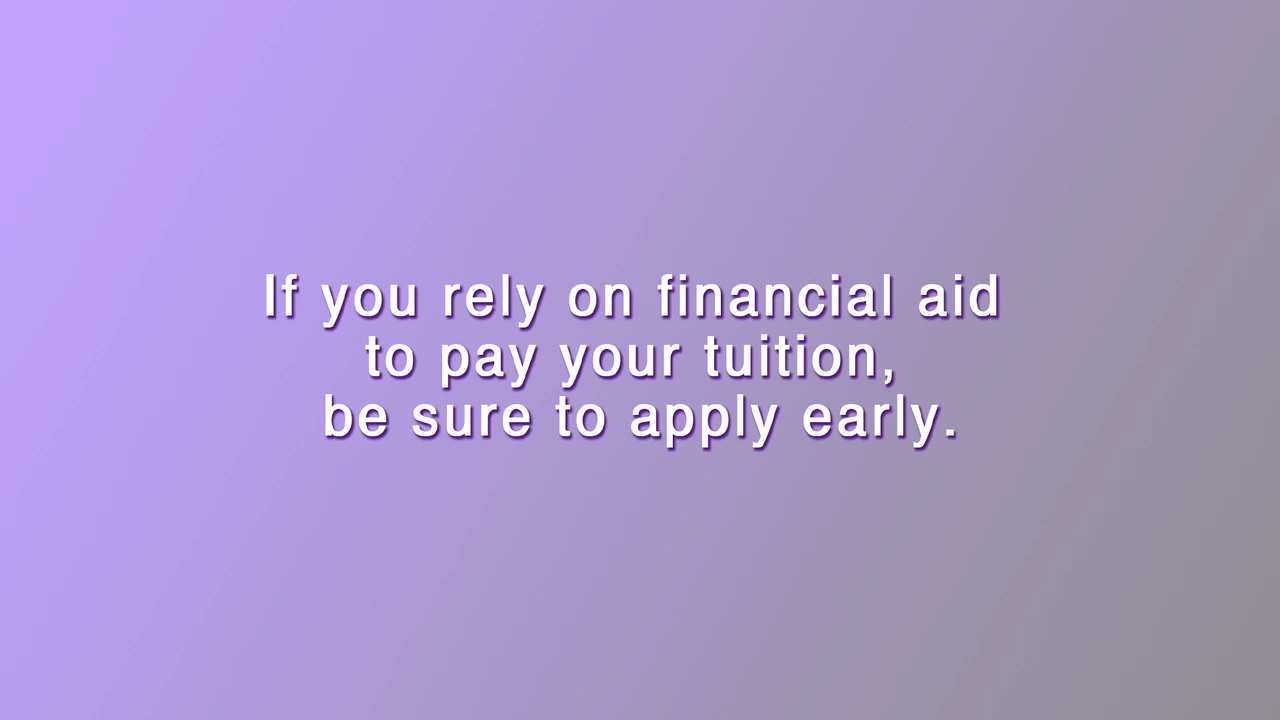 If you rely on financial aid
to pay your tuition,
be sure to apply early.